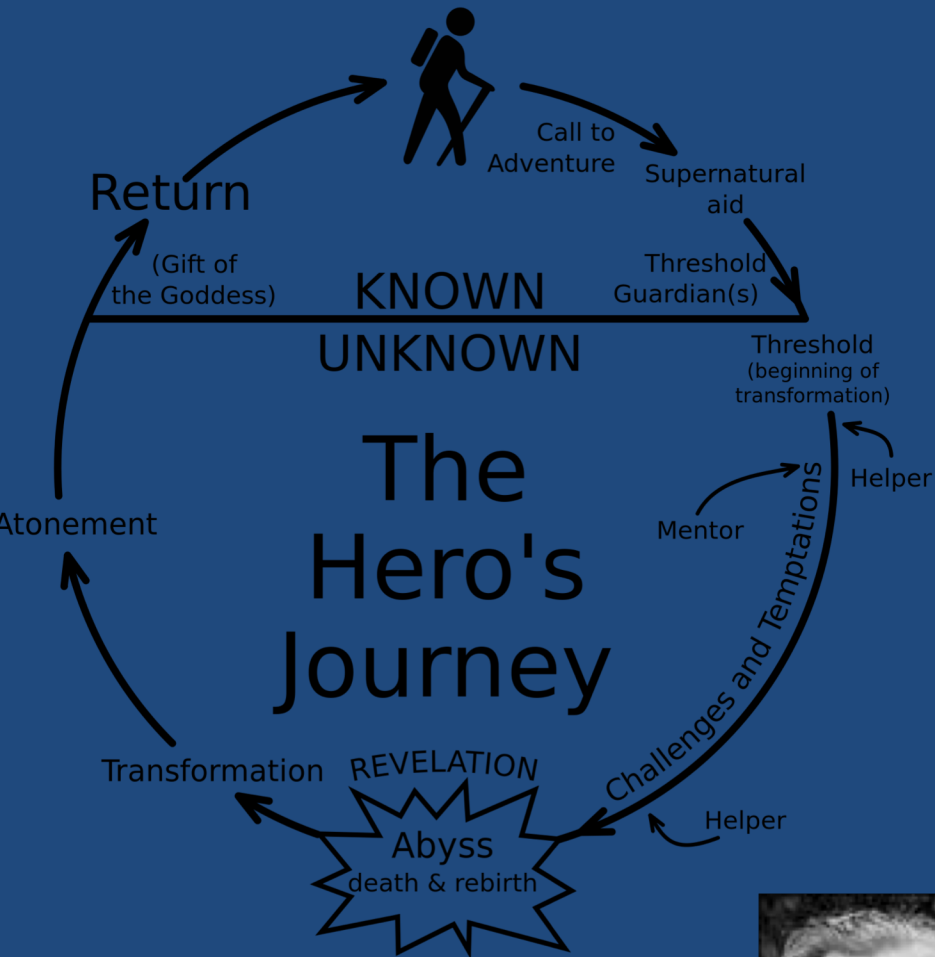 Call to
Adventure
Supernatural
aid
Return
(Gift of
the Goddess)
Threshold
Guardian(s)
KNOWN
UNKNOWN
Threshold
(beginning of
transformation)
Helper
Mentor
Challenges and Temptations
The
Hero's
Journey
Atonement
Transformation
REVELATION
Helper
Abyss
death & rebirth